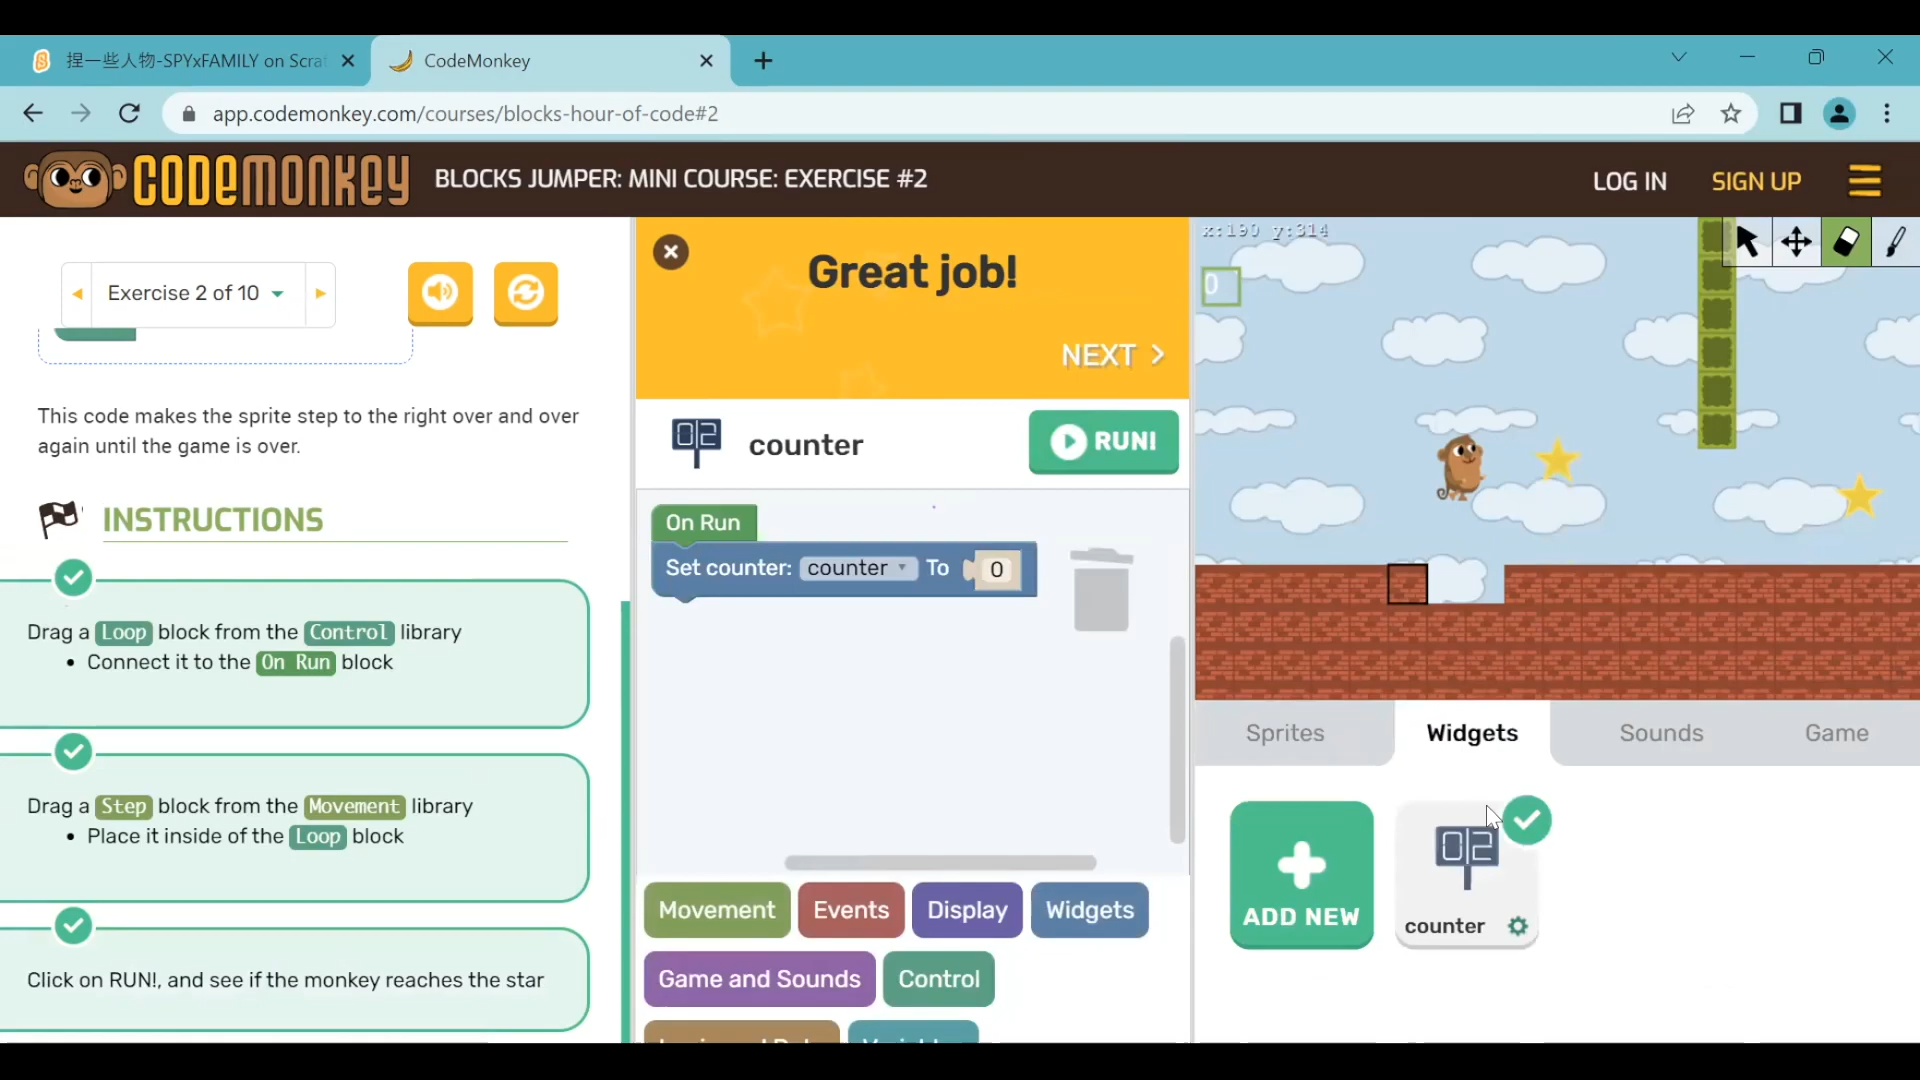 捏一些人物-SPYxFAMILY on Scrat
CodeMonkey
app.codemonkey.com/courses/blocks-hour-of-code#2
CODEMONKEY
BLOCKS JUMPER: MINI COURSE: EXERCISE #2
LOG IN
SIGN UP
Exercise 2 of 10
This code makes the sprite step to the right over and over
again until the game is over.
INSTRUCTIONS
Drag a Loop block from the Control library
• Connect it to the On Run block
Drag a Step block from the Movement library
• Place it inside of the Loop block
Click on RUN!, and see if the monkey reaches the star
Great job!
NEXT >
02
counter
RUN!
On Run
Set counter: counter To 0
Movement
Events
Display
Widgets
Game and Sounds
Control
x:190 y:314
0
Sprites
Widgets
Sounds
Game
ADD NEW
02
counter